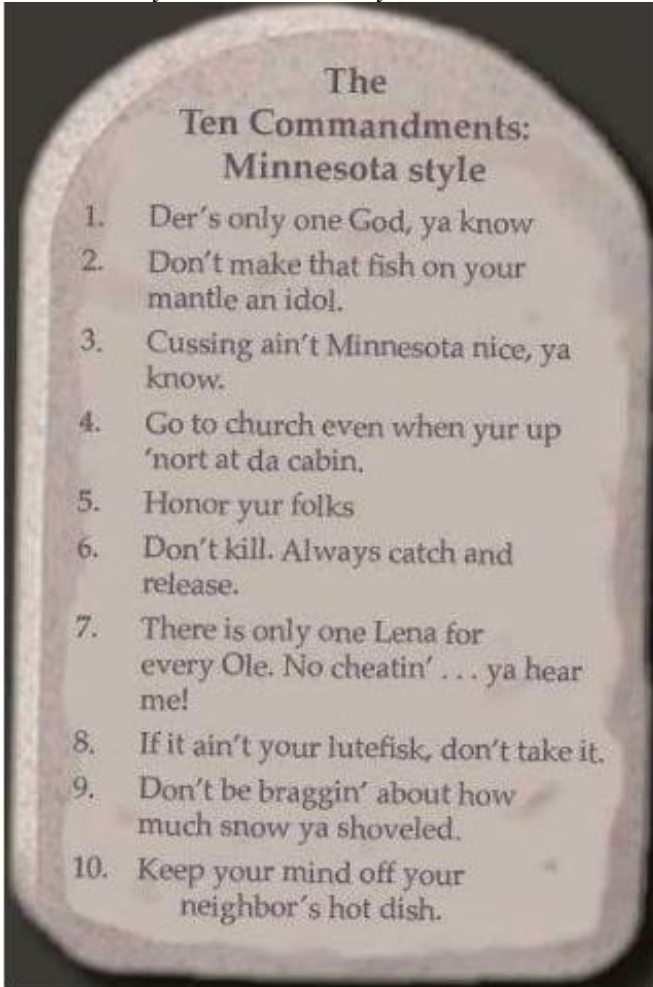 The
Ten Commandments:
Minnesota style
1. Der's only one God, ya know
2. Don't make that fish on your
mantle an idol.
3. Cussing ain't Minnesota nice, ya
know.
4. Go to church even when yur up
'nort at da cabin.
5. Honor yur folks
6. Don't kill. Always catch and
release.
7. There is only one Lena for
every Ole. No cheatin' . . . ya hear
me!
8. If it ain't your lutefisk, don't take it.
9. Don't be braggin' about how
much snow ya shoveled.
10. Keep your mind off your
neighbor's hot dish.